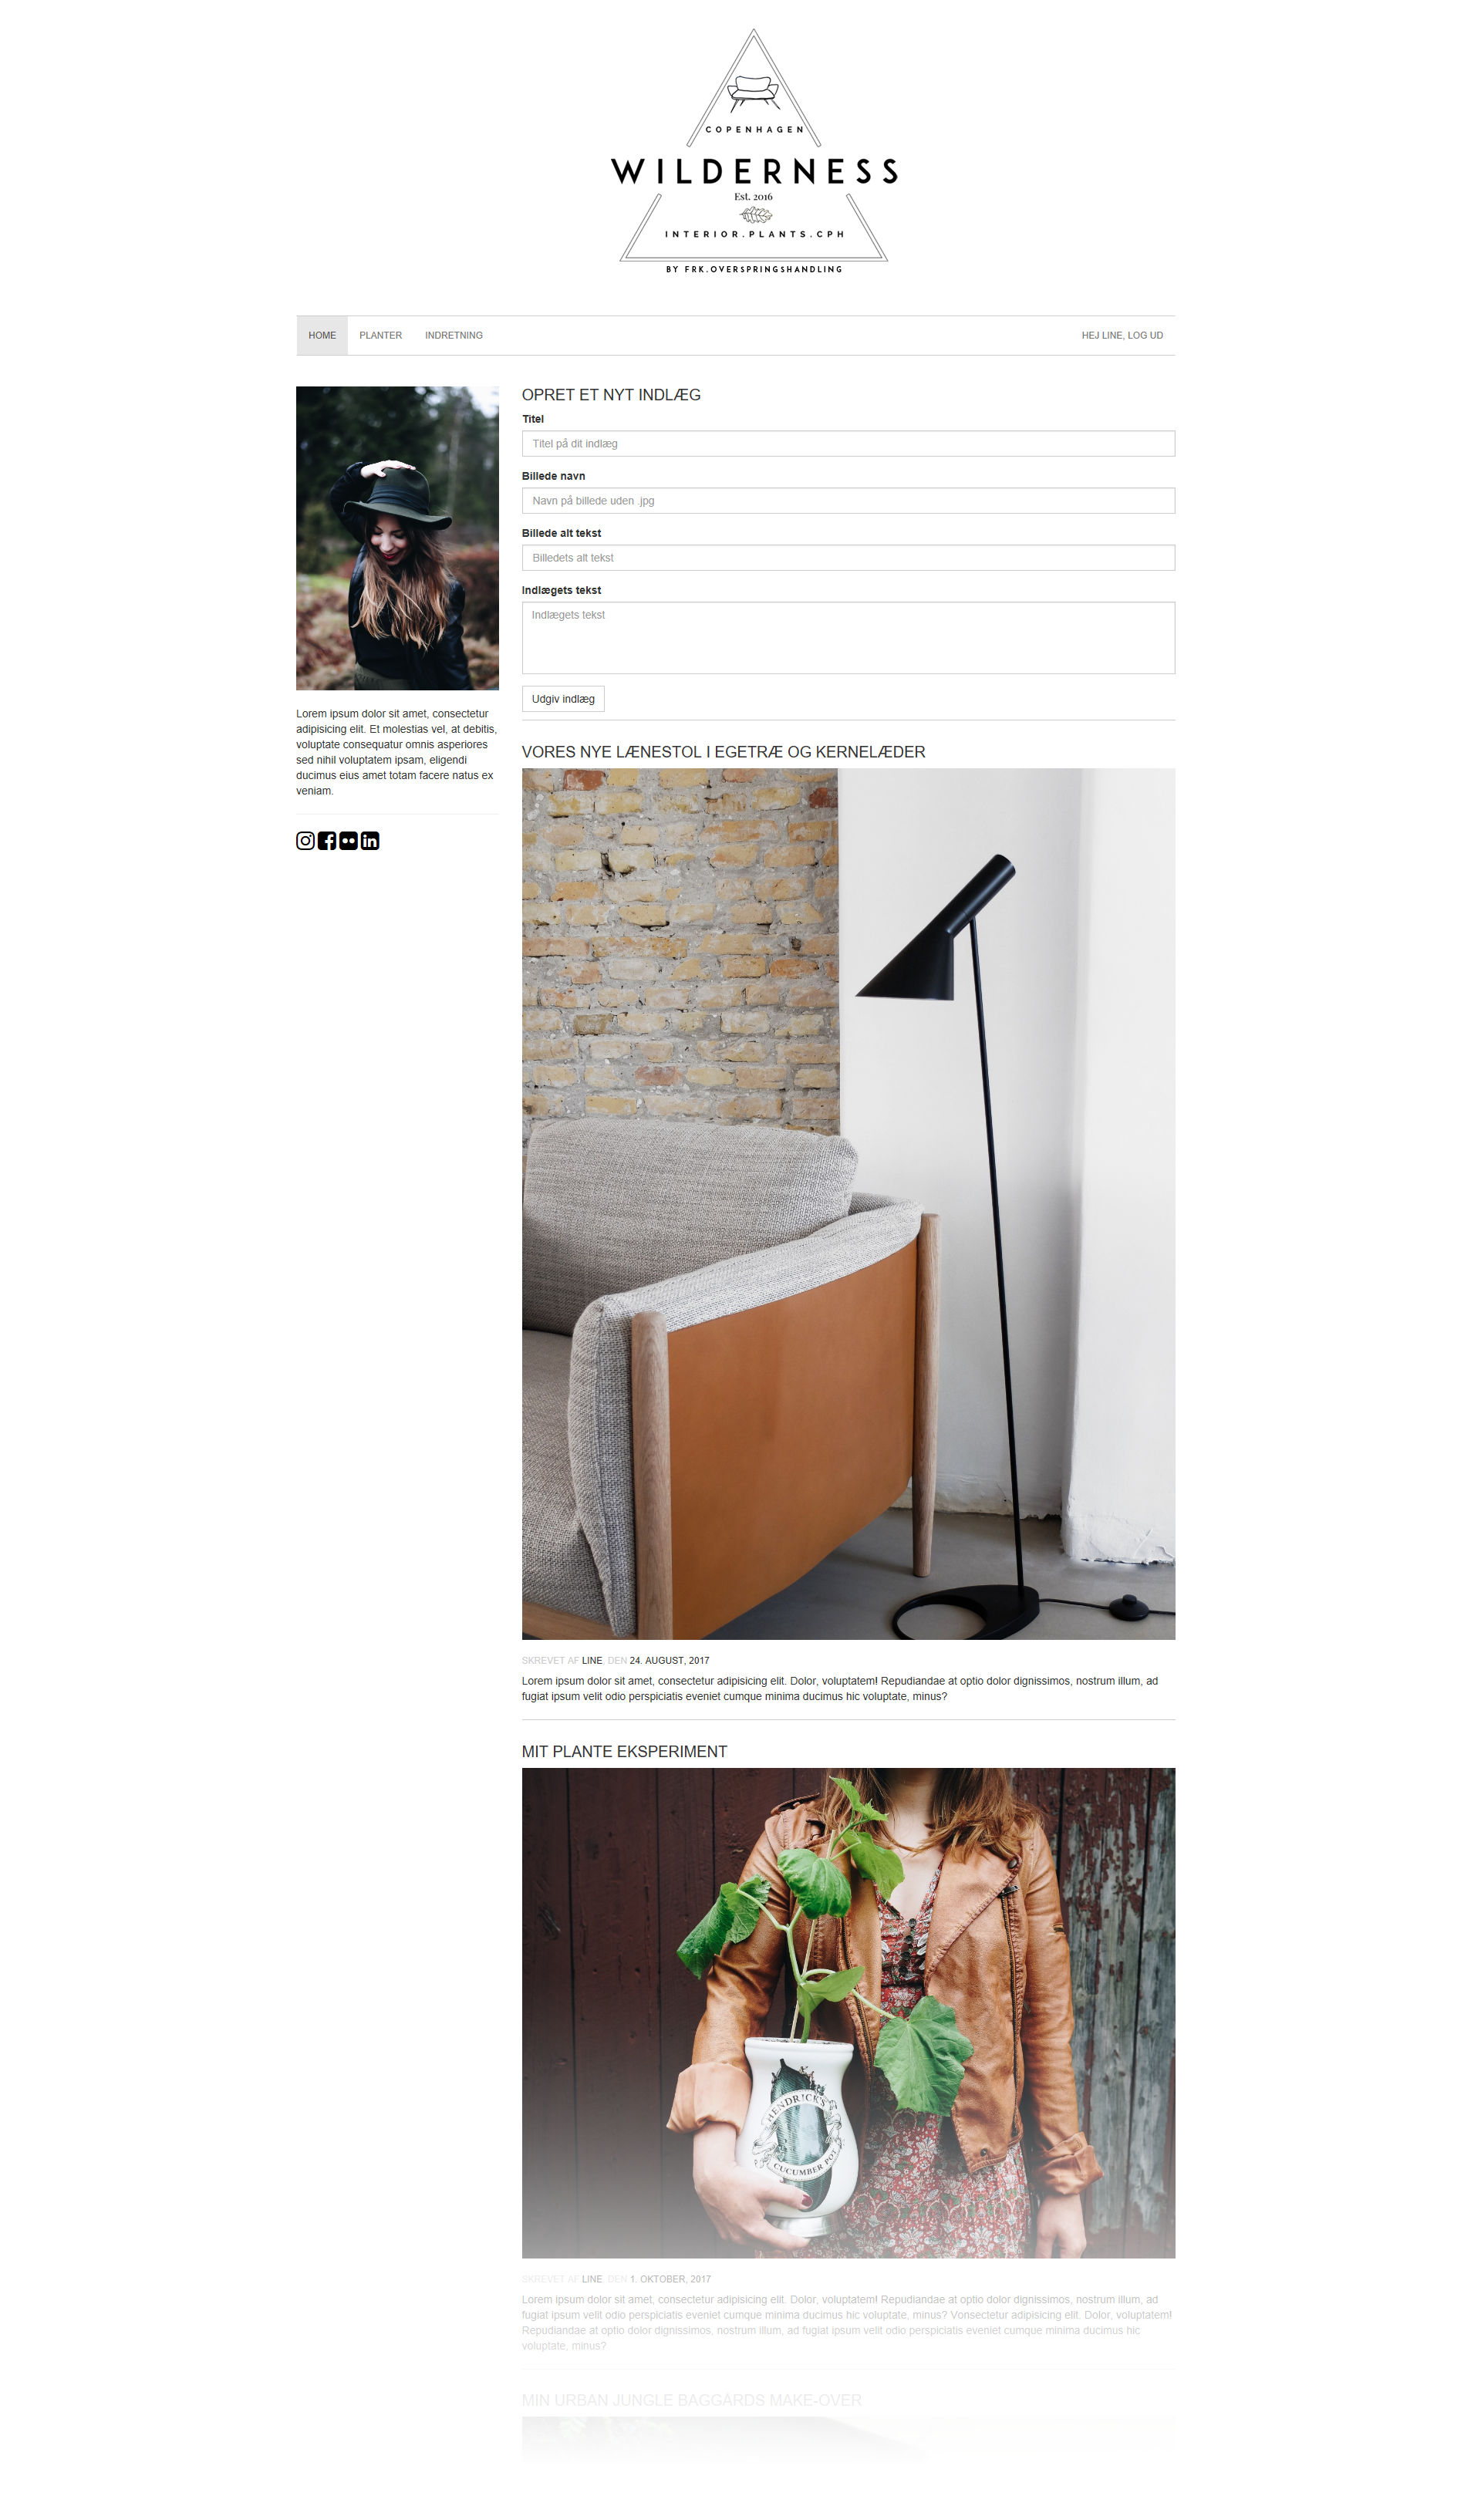 COPENHAGEN
WILDERNESS
Est. 2016
INTERIOR.PLANTS.CPH
BY FRK.OVERSPRINGSHANDLING
HOME PLANTER INDRETNING HEJ LINE, LOG UD
Lorem ipsum dolor sit amet, consectetur
adipisicing elit. Et molestias vel, at debitis,
voluptate consequatur omnis asperiores
sed nihil voluptatem ipsam, eligendi
ducimus eius amet totam facere natus ex
veniam.
OPRET ET NYT INDLÆG
Titel
Titel på dit indlæg
Billede navn
Navn på billede uden .jpg
Billede alt tekst
Billedets alt tekst
Indlægets tekst
Indlægets tekst
Udgiv indlæg
VORES NYE LÆNESTOL I EGETRÆ OG KERNELÆDER
SKREVET AF LINE, DEN 24. AUGUST, 2017
Lorem ipsum dolor sit amet, consectetur adipisicing elit. Dolor, voluptatem! Repudiandae at optio dolor dignissimos, nostrum illum, ad
fugiat ipsum velit odio perspiciatis eveniet cumque minima ducimus hic voluptate, minus?
MIT PLANTE EKSPERIMENT
HENDRICK'S
CUCUMBER POT
SKREVET AF LINE, DEN 1. OKTOBER, 2017
Lorem ipsum dolor sit amet, consectetur adipisicing elit. Dolor, voluptatem! Repudiandae at optio dolor dignissimos, nostrum illum, ad
fugiat ipsum velit odio perspiciatis eveniet cumque minima ducimus hic voluptate, minus? Vonsectetur adipisicing elit. Dolor, voluptatem!
Repudiandae at optio dolor dignissimos, nostrum illum, ad fugiat ipsum velit odio perspiciatis eveniet cumque minima ducimus hic
voluptate, minus?
MIN URBAN JUNGLE BAGGÅRDS MAKE-OVER